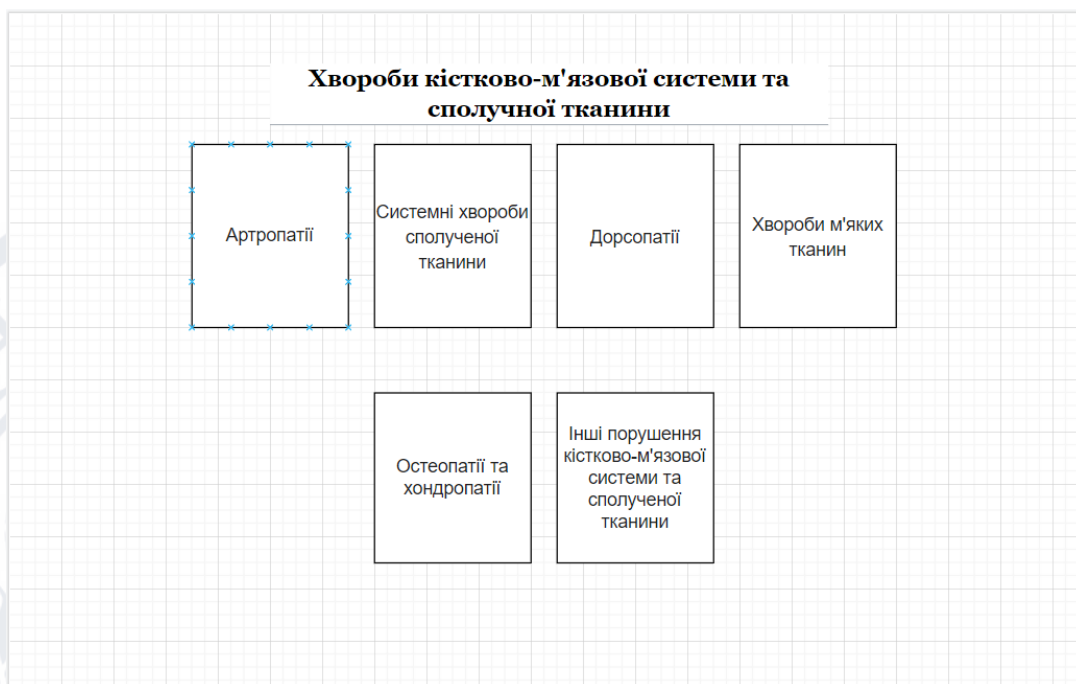 Хвороби кістково-м'язової системи та
сполучної тканини
Артропатії
Системні хвороби
сполученої
тканини
Дорсопатії
Хвороби м'яких
тканин
Остеопатії та
хондропатії
Інші порушення
кістково-м'язової
системи та
сполученої
тканини